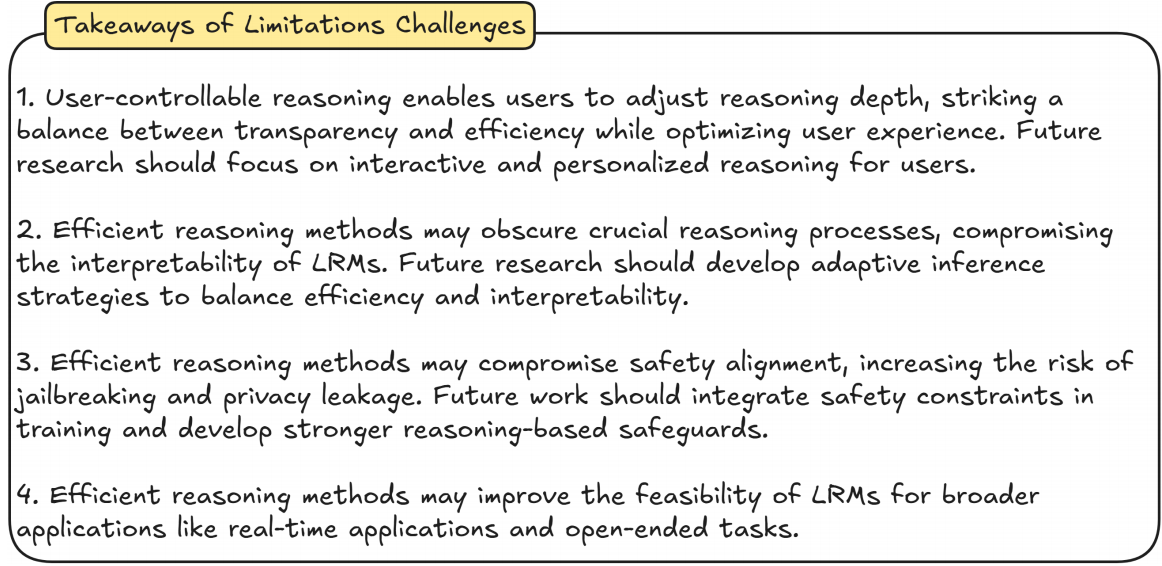 Takeaways of Limitations Challenges
1. User-controllable reasoning enables users to adjust reasoning depth, striking a
balance between transparency and efficiency while optimizing user experience. Future
research should focus on interactive and personalized reasoning for users.
2. Efficient reasoning methods may obscure crucial reasoning processes, compromising
the interpretability of LRMs. Future research should develop adaptive inference
strategies to balance efficiency and interpretability.
3. Efficient reasoning methods may compromise safety alignment, increasing the risk of
jailbreaking and privacy leakage. Future work should integrate safety constraints in
training and develop stronger reasoning-based safeguards.
4. Efficient reasoning methods may improve the feasibility of LRMs for broader
applications like real-time applications and open-ended tasks.